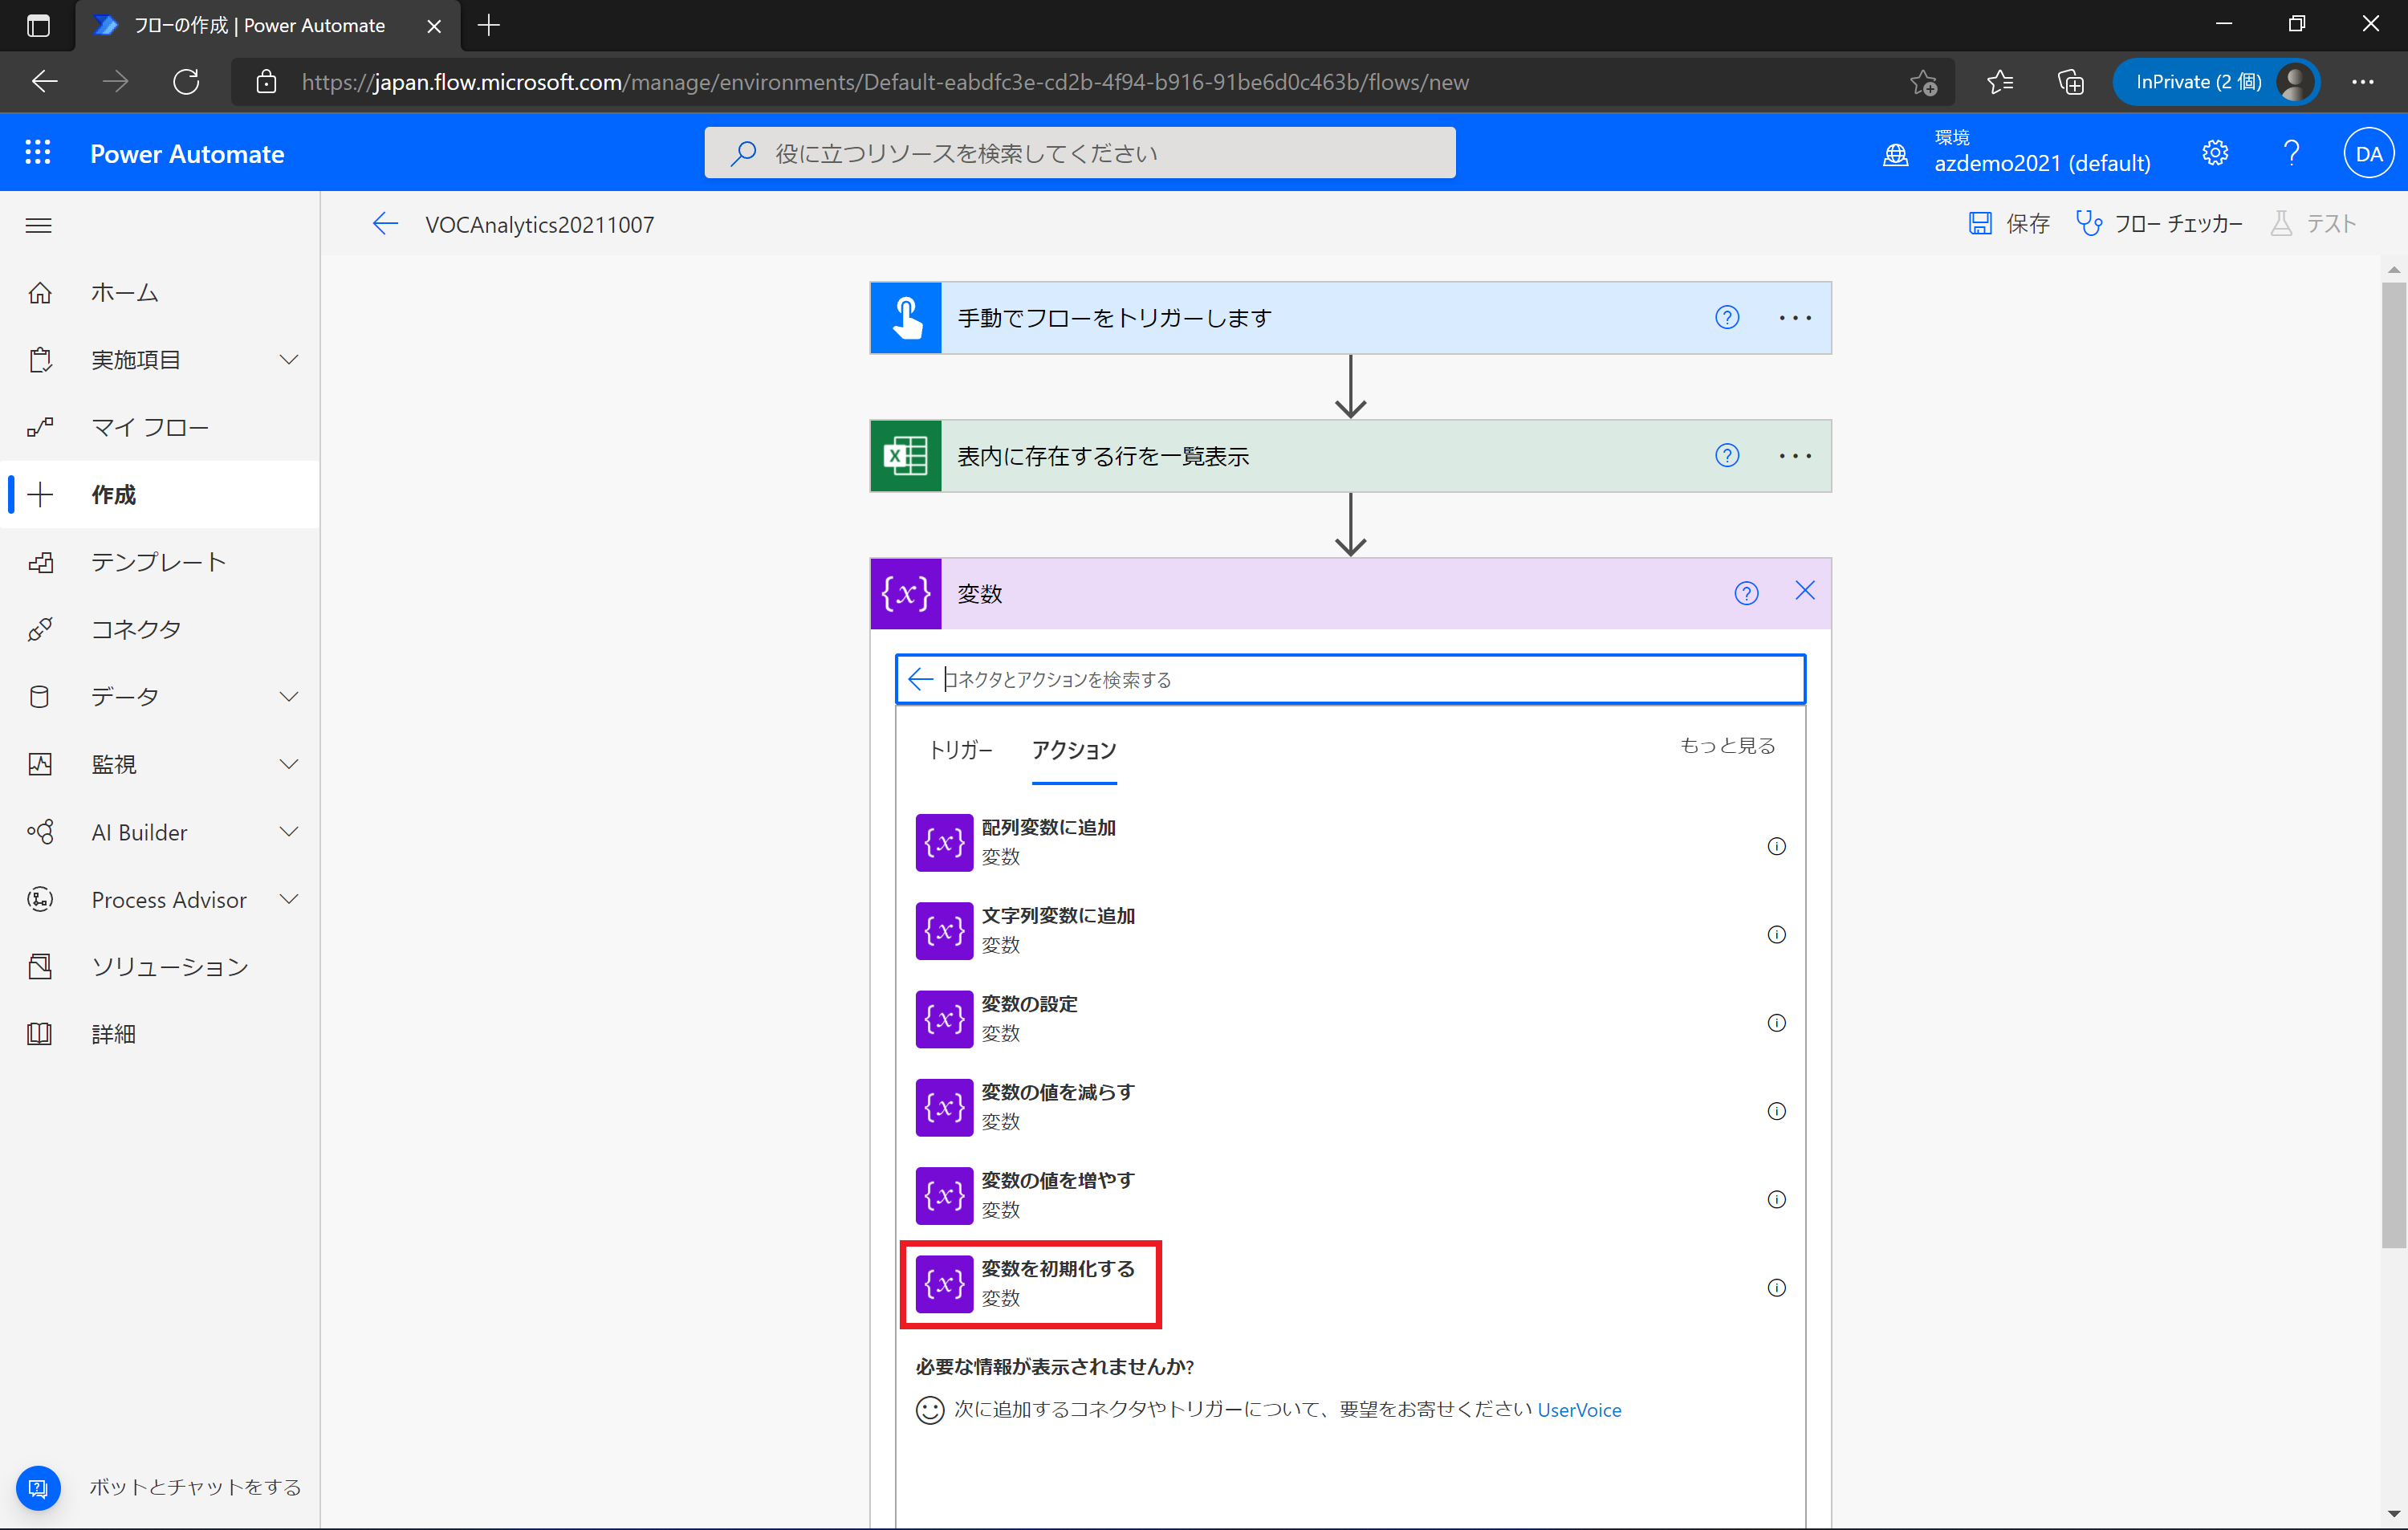 フローの作成 | Power Automate
https://japan.flow.microsoft.com/manage/environments/Default-eabdfc3e-cd2b-4f94-b916-91be6d0c463b/flows/new
InPrivate (2 個)
Power Automate
役に立つリソースを検索してください
環境
azdemo2021 (default)
DA
VOCAnalytics20211007
保存
フロー チェッカー
テスト
ホーム
実施項目
マイ フロー
作成
テンプレート
コネクタ
データ
監視
AI Builder
Process Advisor
ソリューション
詳細
ボットとチャットをする
手動でフローをトリガーします
表内に存在する行を一覧表示
{x} 変数
コネクタとアクションを検索する
トリガー アクション もっと見る
{x} 配列変数に追加
変数
{x} 文字列変数に追加
変数
{x} 変数の設定
変数
{x} 変数の値を減らす
変数
{x} 変数の値を増やす
変数
{x} 変数を初期化する
変数
必要な情報が表示されませんか?
次に追加するコネクタやトリガーについて、要望をお寄せください UserVoice